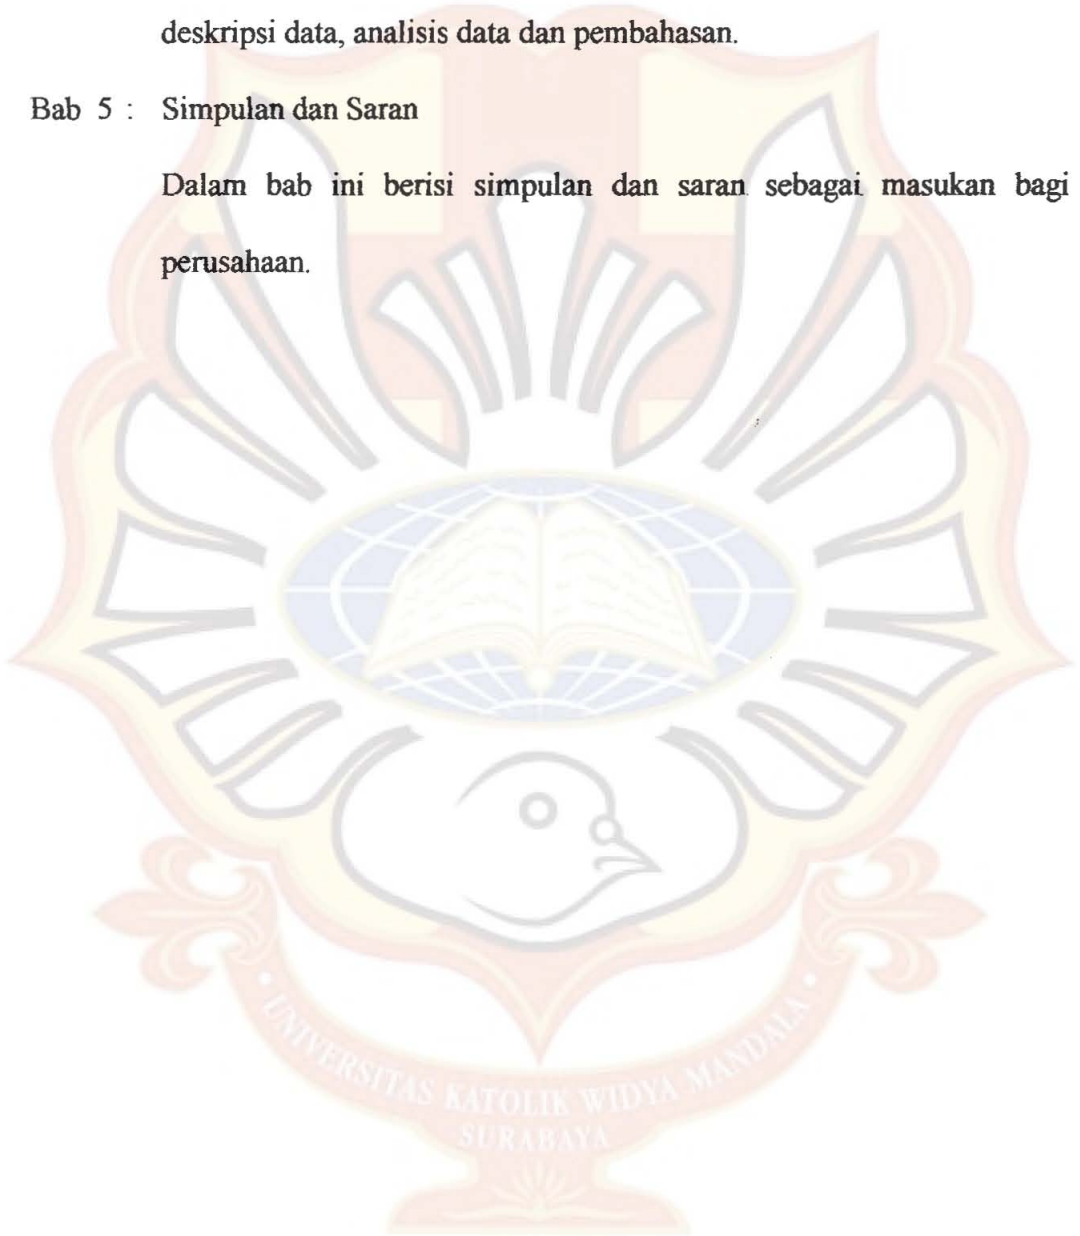 deskripsi data, analisis data dan pembahasan.
Bab 5 : Simpulan dan Saran
Dalam bab ini berisi simpulan dan saran sebagai masukan bagi
perusahaan.
UNIVERSITAS KATOLIK WIDYA MANDALA
SURABAYA